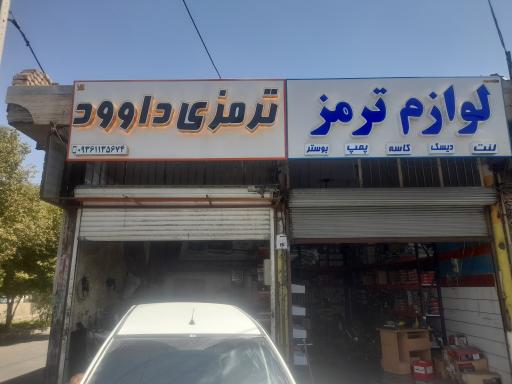 لوازم ترمز
لنت دیسک کاسه پمپ بوستر
ترمزی داوود
۰۹۳۶۱۱۳۵۶۷۴